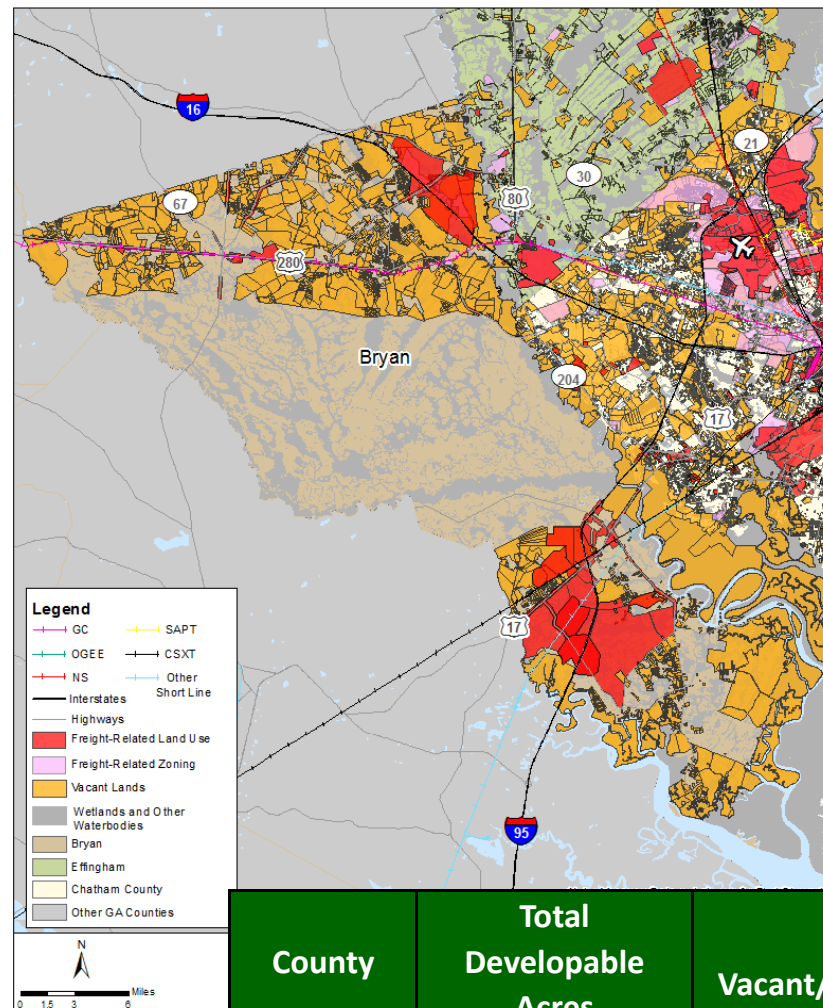 16
21
30
67
80
280
Bryan
204
17
17
95
Legend
GC
SAPT
OGEE
CSXT
NS
Other
Short Line
Interstates
Highways
Freight-Related Land Use
Freight-Related Zoning
Vacant Lands
Wetlands and Other
Waterbodies
Bryan
Effingham
Chatham County
Other GA Counties
N
Miles
0 1.5 3 6
County
Total
Developable
Acres
Vacant/